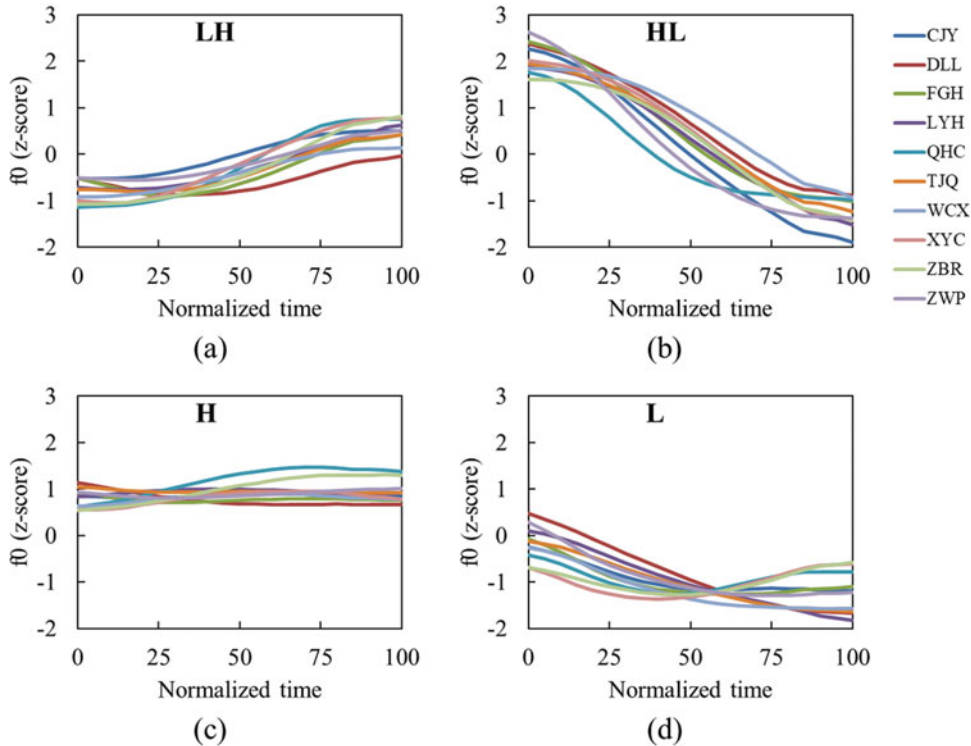 LH
3
2
1
0
-1
-2
f0 (z-score)
0 25 50 75 100
Normalized time
(a)
HL
3
2
1
0
-1
-2
f0 (z-score)
0 25 50 75 100
Normalized time
(b)
CJY
DLL
FGH
LYH
QHC
TJQ
WCX
XYC
ZBR
ZWP
H
3
2
1
0
-1
-2
f0 (z-score)
0 25 50 75 100
Normalized time
(c)
L
3
2
1
0
-1
-2
f0 (z-score)
0 25 50 75 100
Normalized time
(d)